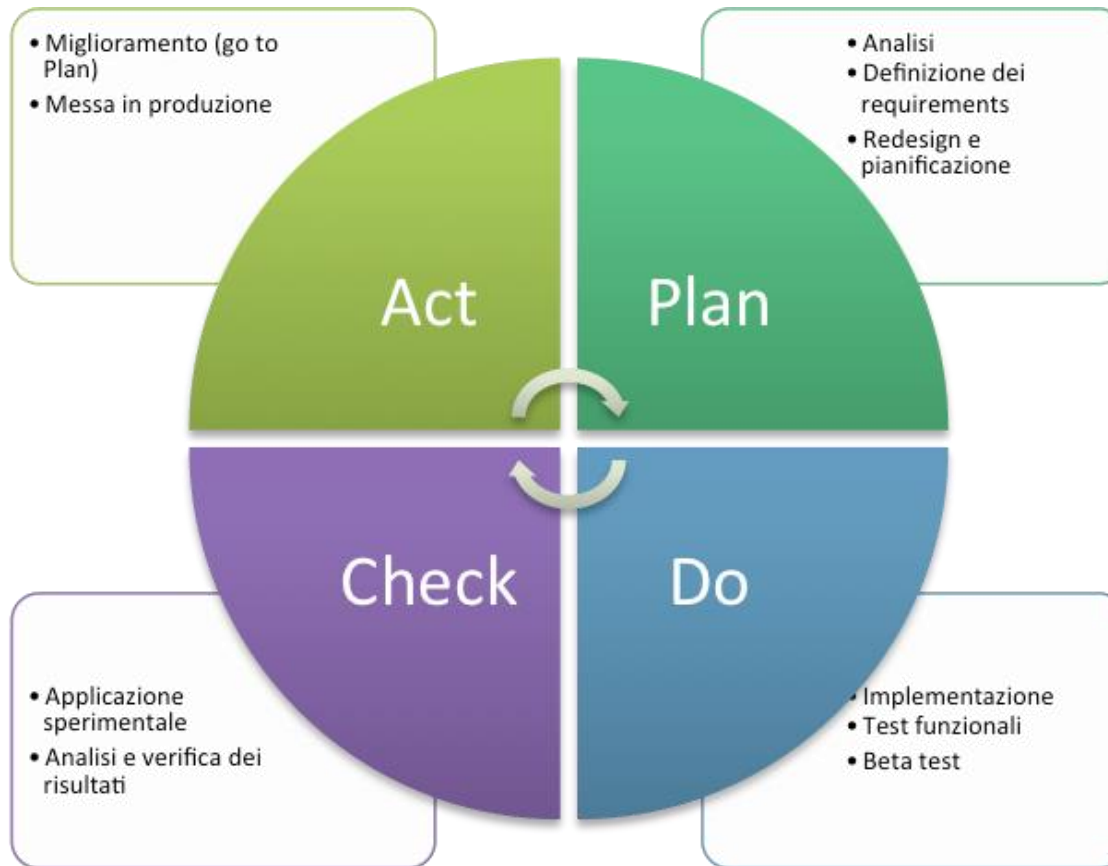 • Miglioramento (go to
Plan)
• Messa in produzione
• Analisi
• Definizione dei
requirements
• Redesign e
pianificazione
Act
Plan
Check
Do
• Applicazione
sperimentale
• Analisi e verifica dei
risultati
• Implementazione
• Test funzionali
• Beta test